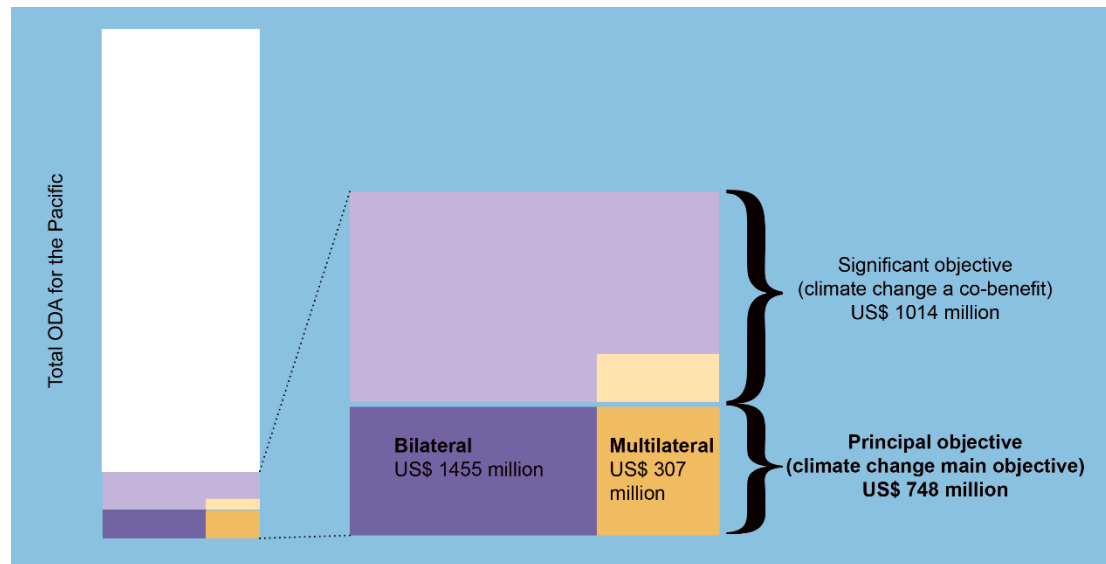 Total ODA for the Pacific
Significant objective
(climate change a co-benefit)
US$ 1014 million
Bilateral
US$ 1455 million
Multilateral
US$ 307
million
Principal objective
(climate change main objective)
US$ 748 million